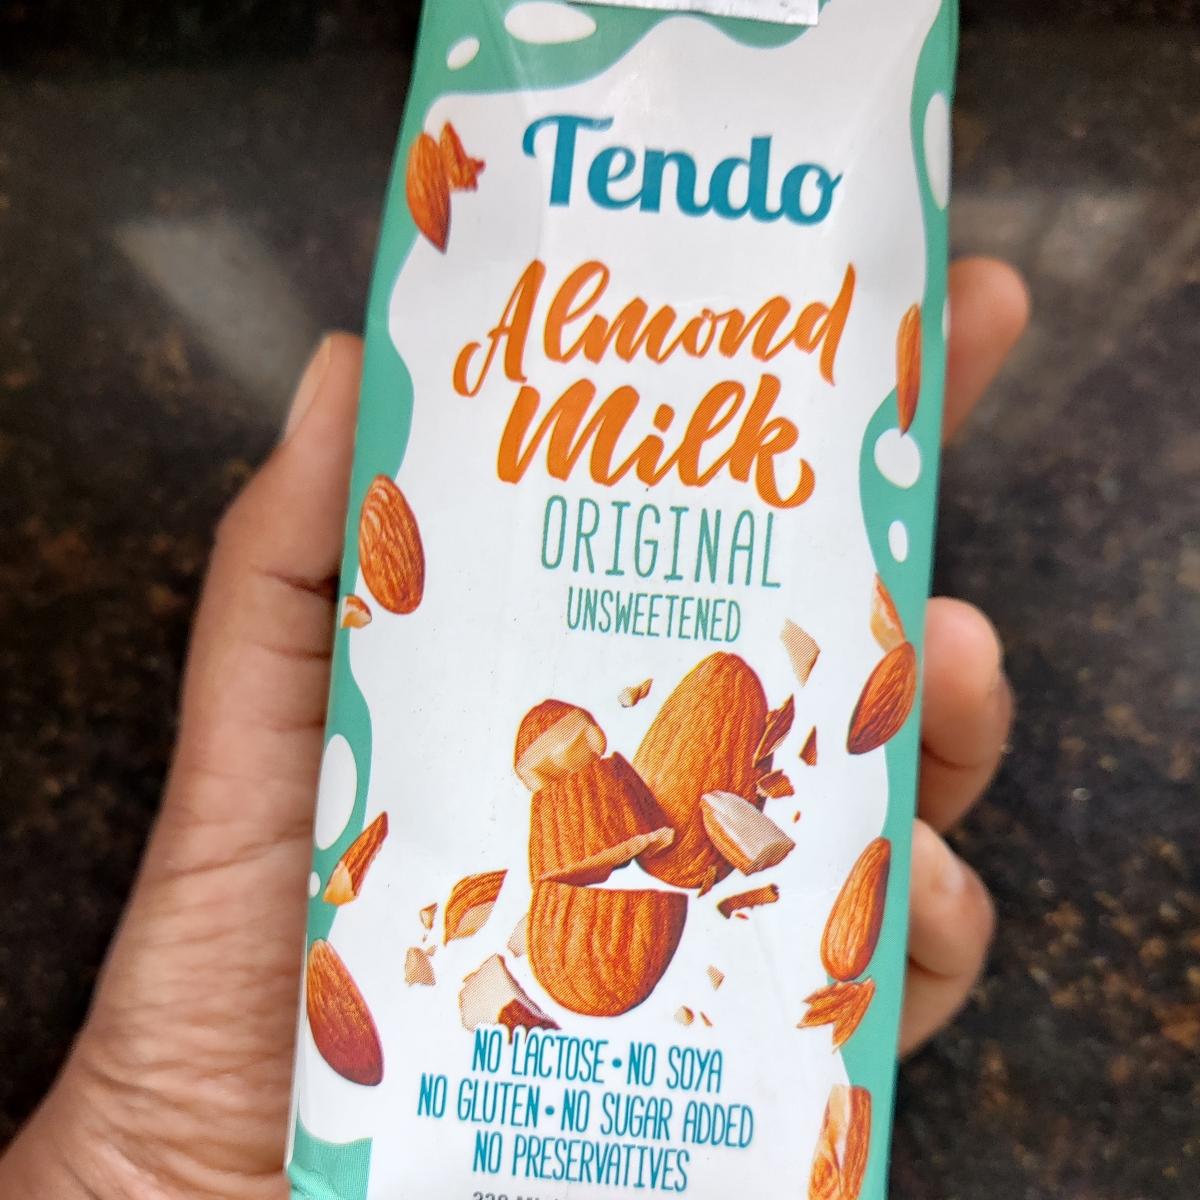 Tendo
Almond
Milk
ORIGINAL
UNSWEETENED
NO LACTOSE • NO SOYA
NO GLUTEN • NO SUGAR ADDED
NO PRESERVATIVES